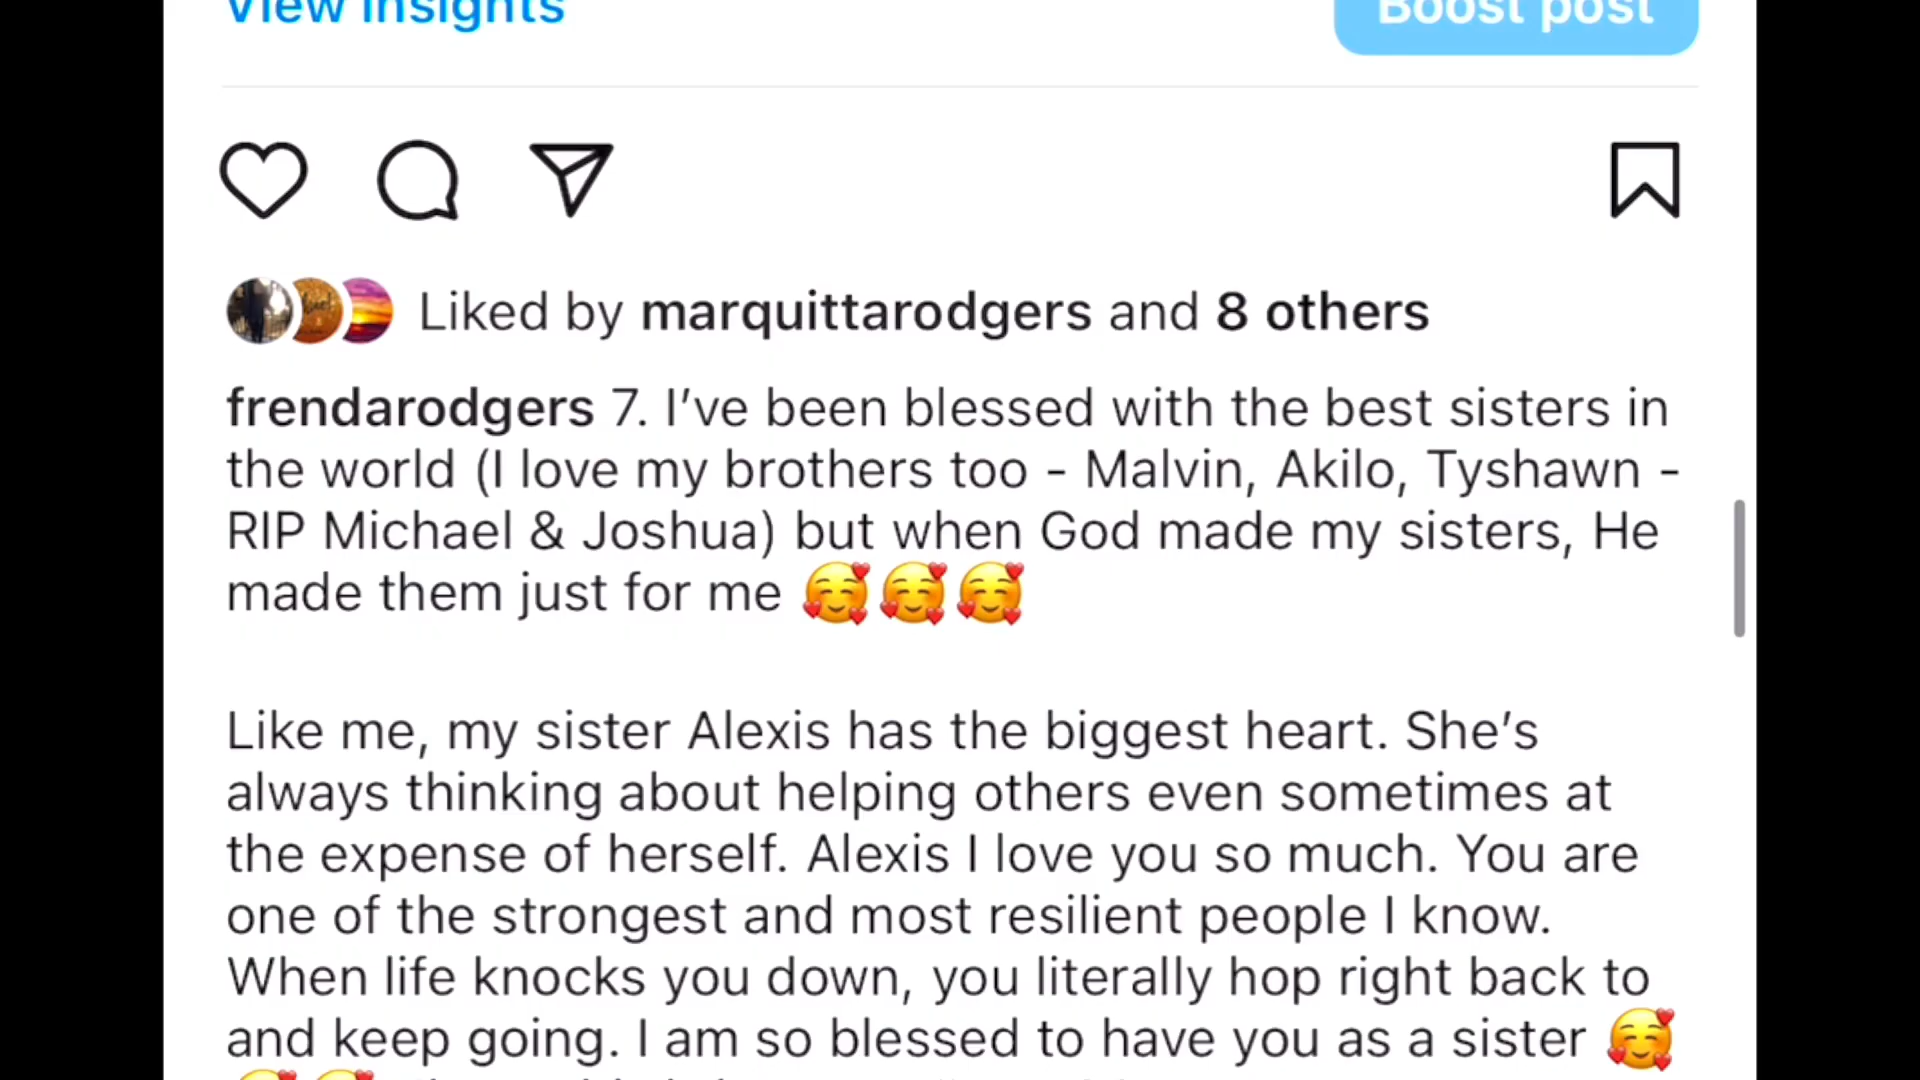 View insights
Boost post
Liked by marquittarodgers and 8 others
frendarodgers 7. I've been blessed with the best sisters in
the world (I love my brothers too - Malvin, Akilo, Tyshawn -
RIP Michael & Joshua) but when God made my sisters, He
made them just for me 🥰🥰🥰
Like me, my sister Alexis has the biggest heart. She's
always thinking about helping others even sometimes at
the expense of herself. Alexis I love you so much. You are
one of the strongest and most resilient people I know.
When life knocks you down, you literally hop right back to
and keep going. I am so blessed to have you as a sister 🥰